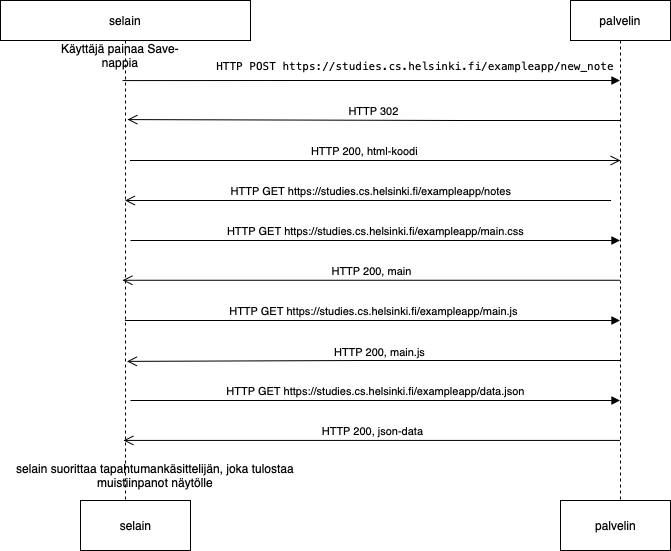 selain
palvelin
Käyttäjä painaa Save-
nappia
HTTP POST https://studies.cs.helsinki.fi/exampleapp/new_note
HTTP 302
HTTP 200, html-koodi
HTTP GET https://studies.cs.helsinki.fi/exampleapp/notes
HTTP GET https://studies.cs.helsinki.fi/exampleapp/main.css
HTTP 200, main
HTTP GET https://studies.cs.helsinki.fi/exampleapp/main.js
HTTP 200, main.js
HTTP GET https://studies.cs.helsinki.fi/exampleapp/data.json
HTTP 200, json-data
selain suorittaa tapahtumankäsittelijän, joka tulostaa
muistiinpanot näytölle
selain
palvelin